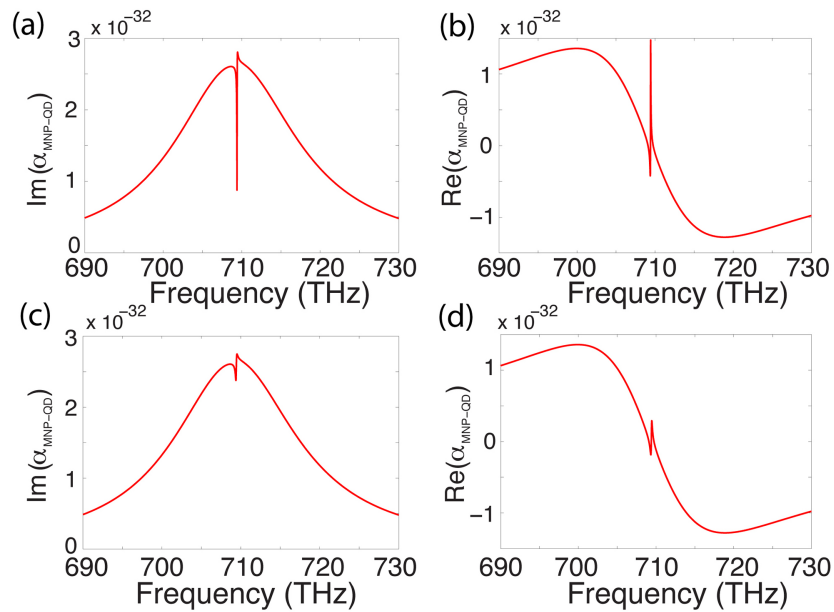 (a)
x 10⁻³²
3
2
1
0
Im(α_MNP-QD)
690 700 710 720 730
Frequency (THz)
(b)
x 10⁻³²
1
0
−1
Re(α_MNP-QD)
690 700 710 720 730
Frequency (THz)
(c)
x 10⁻³²
3
2
1
0
Im(α_MNP-QD)
690 700 710 720 730
Frequency (THz)
(d)
x 10⁻³²
1
0
−1
Re(α_MNP-QD)
690 700 710 720 730
Frequency (THz)